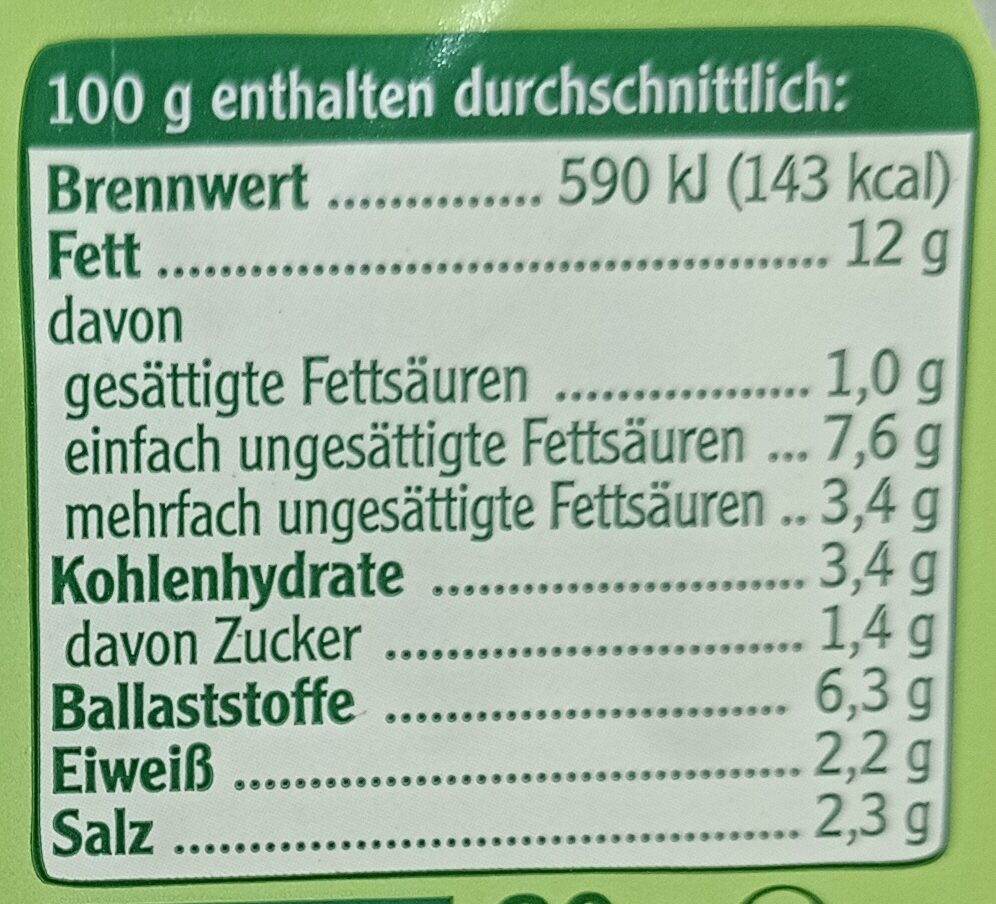 100 g enthalten durchschnittlich:
Brennwert .............. 590 kJ (143 kcal)
Fett ............................................ 12 g
davon
gesättigte Fettsäuren ................. 1,0 g
einfach ungesättigte Fettsäuren ... 7,6 g
mehrfach ungesättigte Fettsäuren .. 3,4 g
Kohlenhydrate ........................ 3,4 g
davon Zucker ........................... 1,4 g
Ballaststoffe .......................... 6,3 g
Eiweiß ..................................... 2,2 g
Salz ......................................... 2,3 g